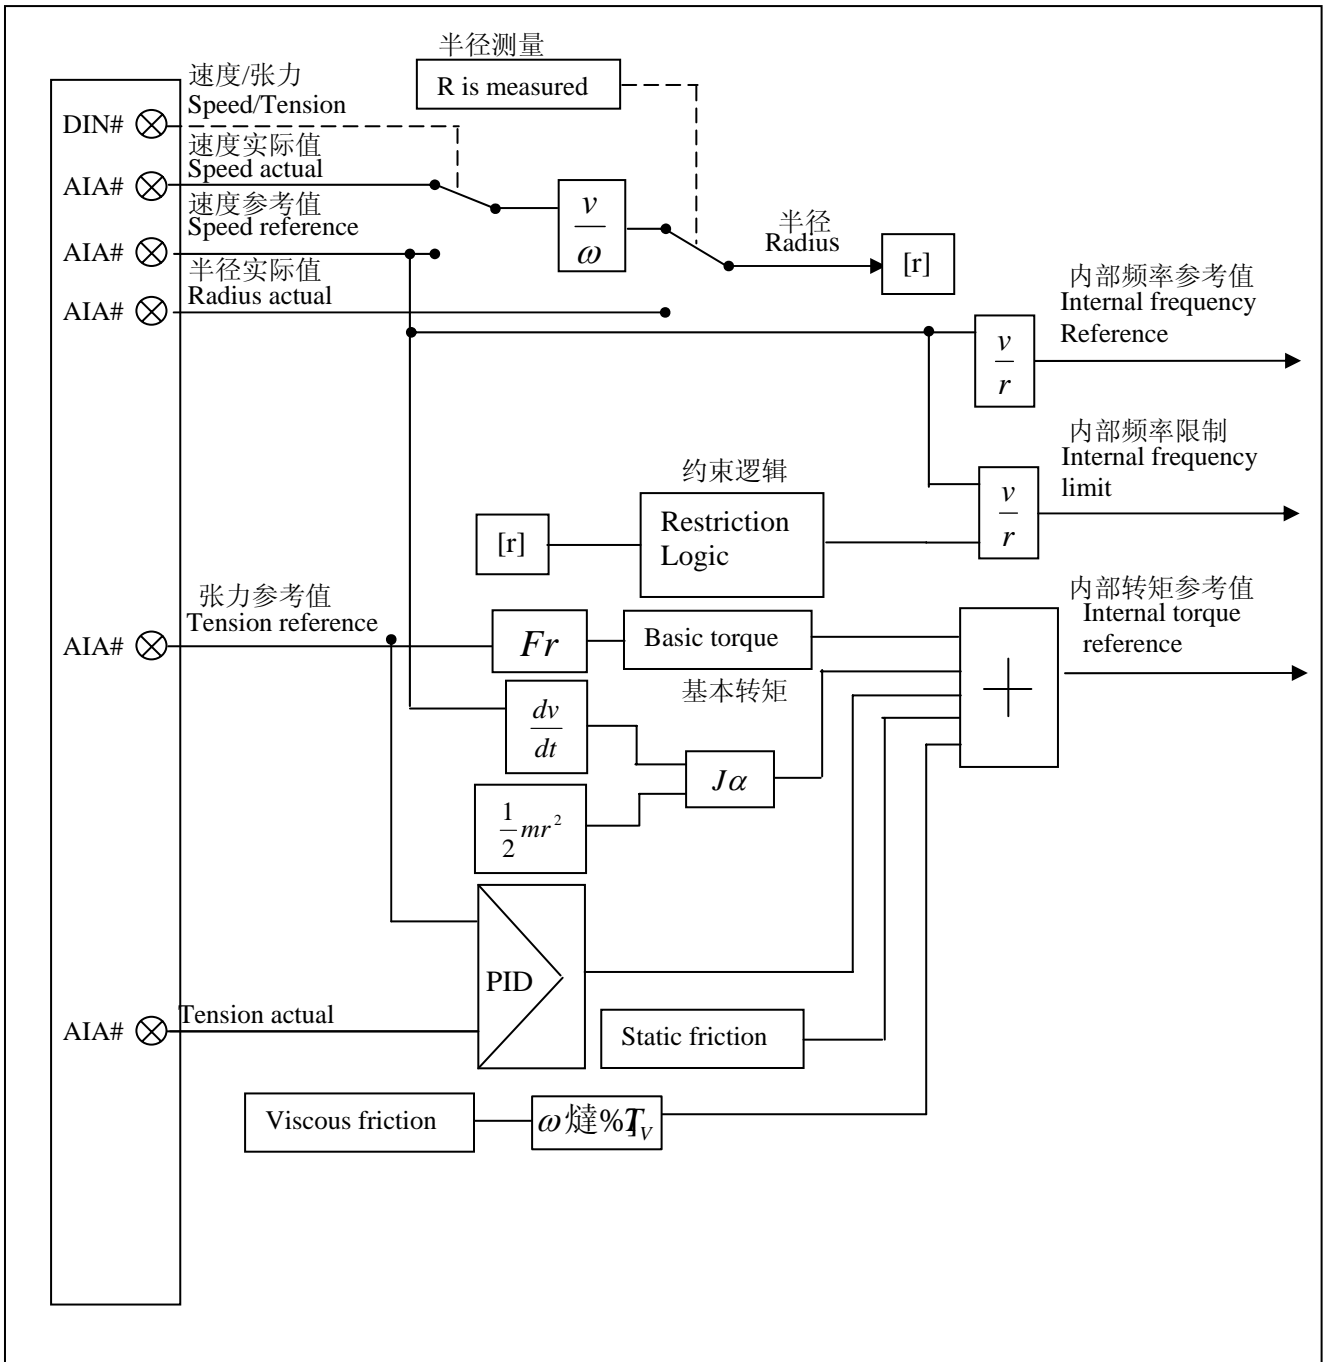 半径测量
R is measured
速度/张力
Speed/Tension
DIN#
速度实际值
Speed actual
AIA#
速度参考值
Speed reference
AIA#
半径实际值
Radius actual
AIA#
v
ω
半径
Radius
[r]
内部频率参考值
Internal frequency
Reference
v
r
内部频率限制
Internal frequency
limit
v
r
约束逻辑
Restriction
Logic
[r]
张力参考值
Tension reference
AIA#
Fr
Basic torque
基本转矩
内部转矩参考值
Internal torque
reference
dv
dt
Jα
1/2 mr²
PID
Tension actual
AIA#
Static friction
Viscous friction
ω燵%T_V